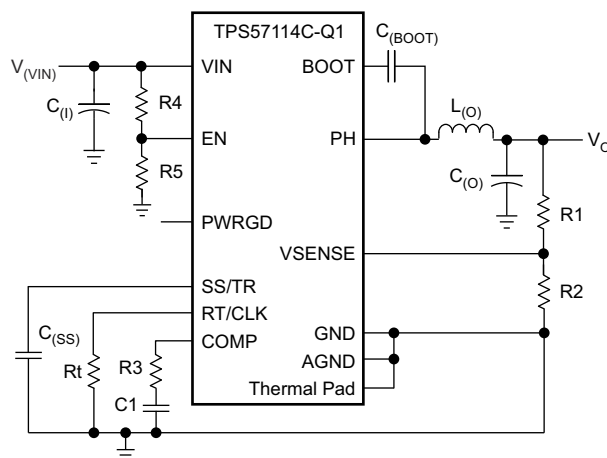 TPS57114C-Q1
V(VIN)
VIN
BOOT
C(BOOT)
C(I)
R4
L(O)
EN
PH
VO
R5
C(O)
R1
PWRGD
VSENSE
R2
SS/TR
RT/CLK
GND
C(SS)
COMP
Rt
R3
AGND
C1
Thermal Pad